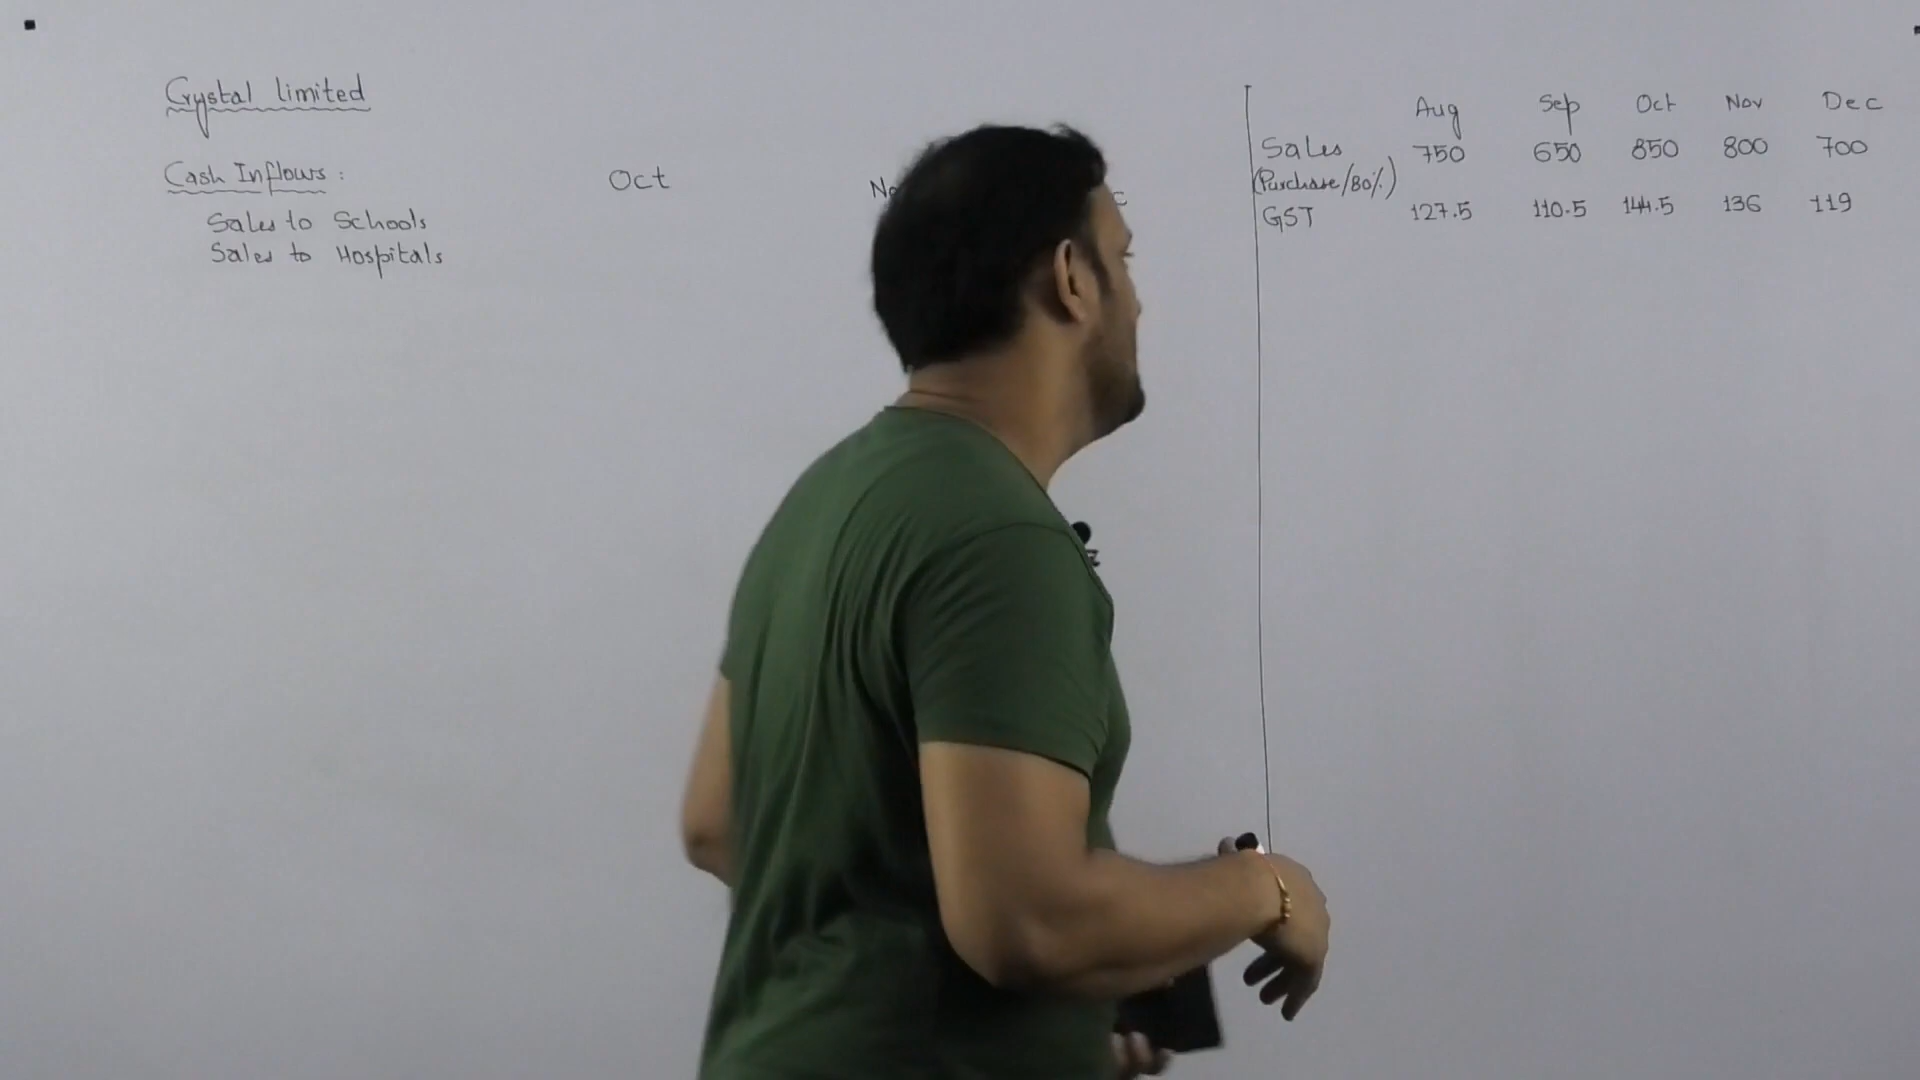 Crystal limited
Cash Inflows :
Oct
Sales to Schools
Sales to Hospitals
Aug Sep Oct Nov Dec
Sales 750 650 850 800 700
(Purchase/80%)
GST 127.5 110.5 144.5 136 119